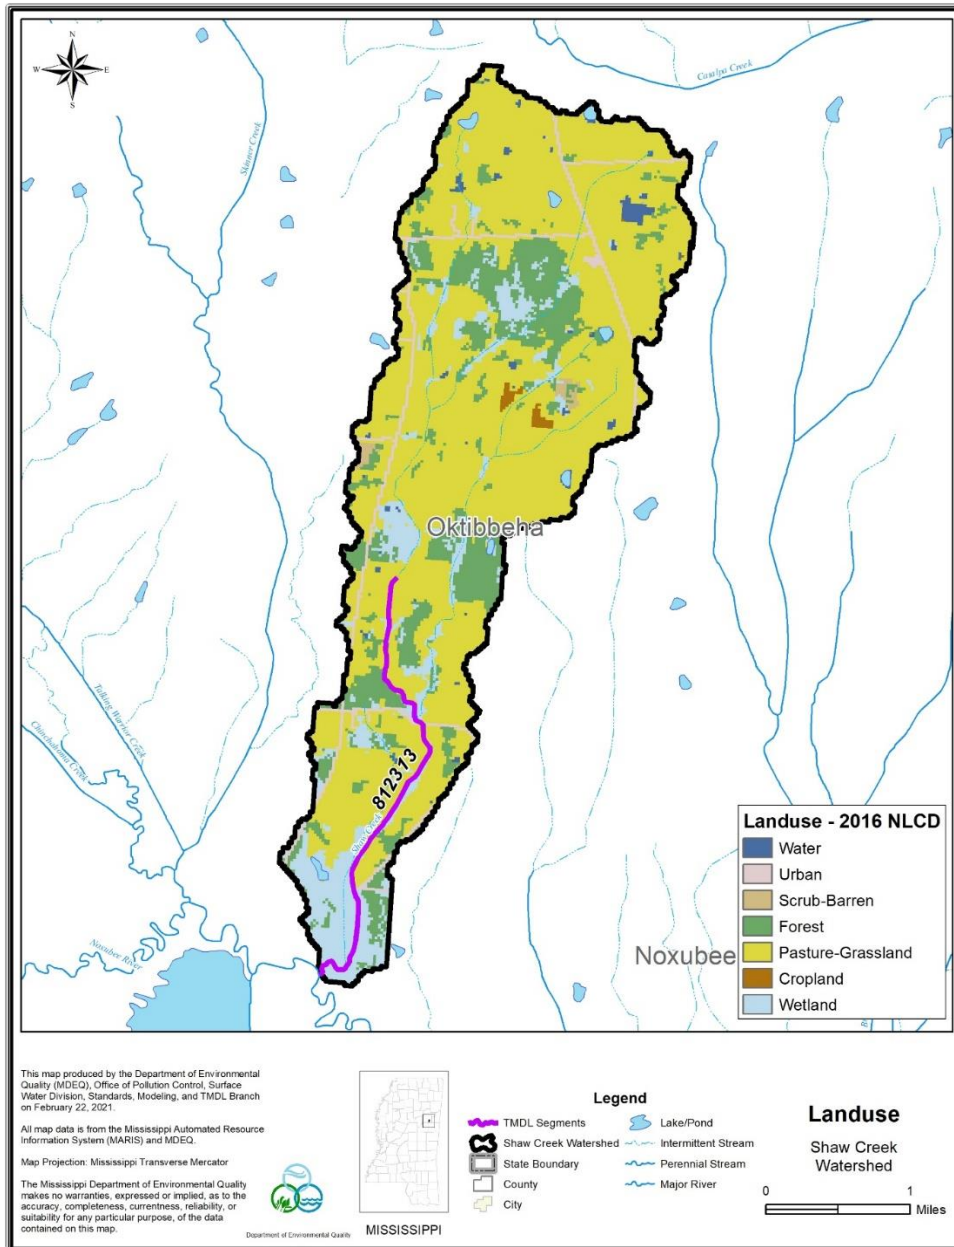 N
W
E
S
Catalpa Creek
Skinner Creek
Oktibbeha
Talking Warrior Creek
Chinchahoma Creek
812313
Shaw Creek
Noxubee River
Noxubee
Landuse - 2016 NLCD
Water
Urban
Scrub-Barren
Forest
Pasture-Grassland
Cropland
Wetland
This map produced by the Department of Environmental
Quality (MDEQ), Office of Pollution Control, Surface
Water Division, Standards, Modeling, and TMDL Branch
on February 22, 2021.
All map data is from the Mississippi Automated Resource
Information System (MARIS) and MDEQ.
Map Projection: Mississippi Transverse Mercator
The Mississippi Department of Environmental Quality
makes no warranties, expressed or implied, as to the
accuracy, completeness, currentness, reliability, or
suitability for any particular purpose, of the data
contained on this map.
Department of Environmental Quality
MISSISSIPPI
Legend
TMDL Segments
Shaw Creek Watershed
State Boundary
County
City
Lake/Pond
Intermittent Stream
Perennial Stream
Major River
Landuse
Shaw Creek
Watershed
0 1
Miles